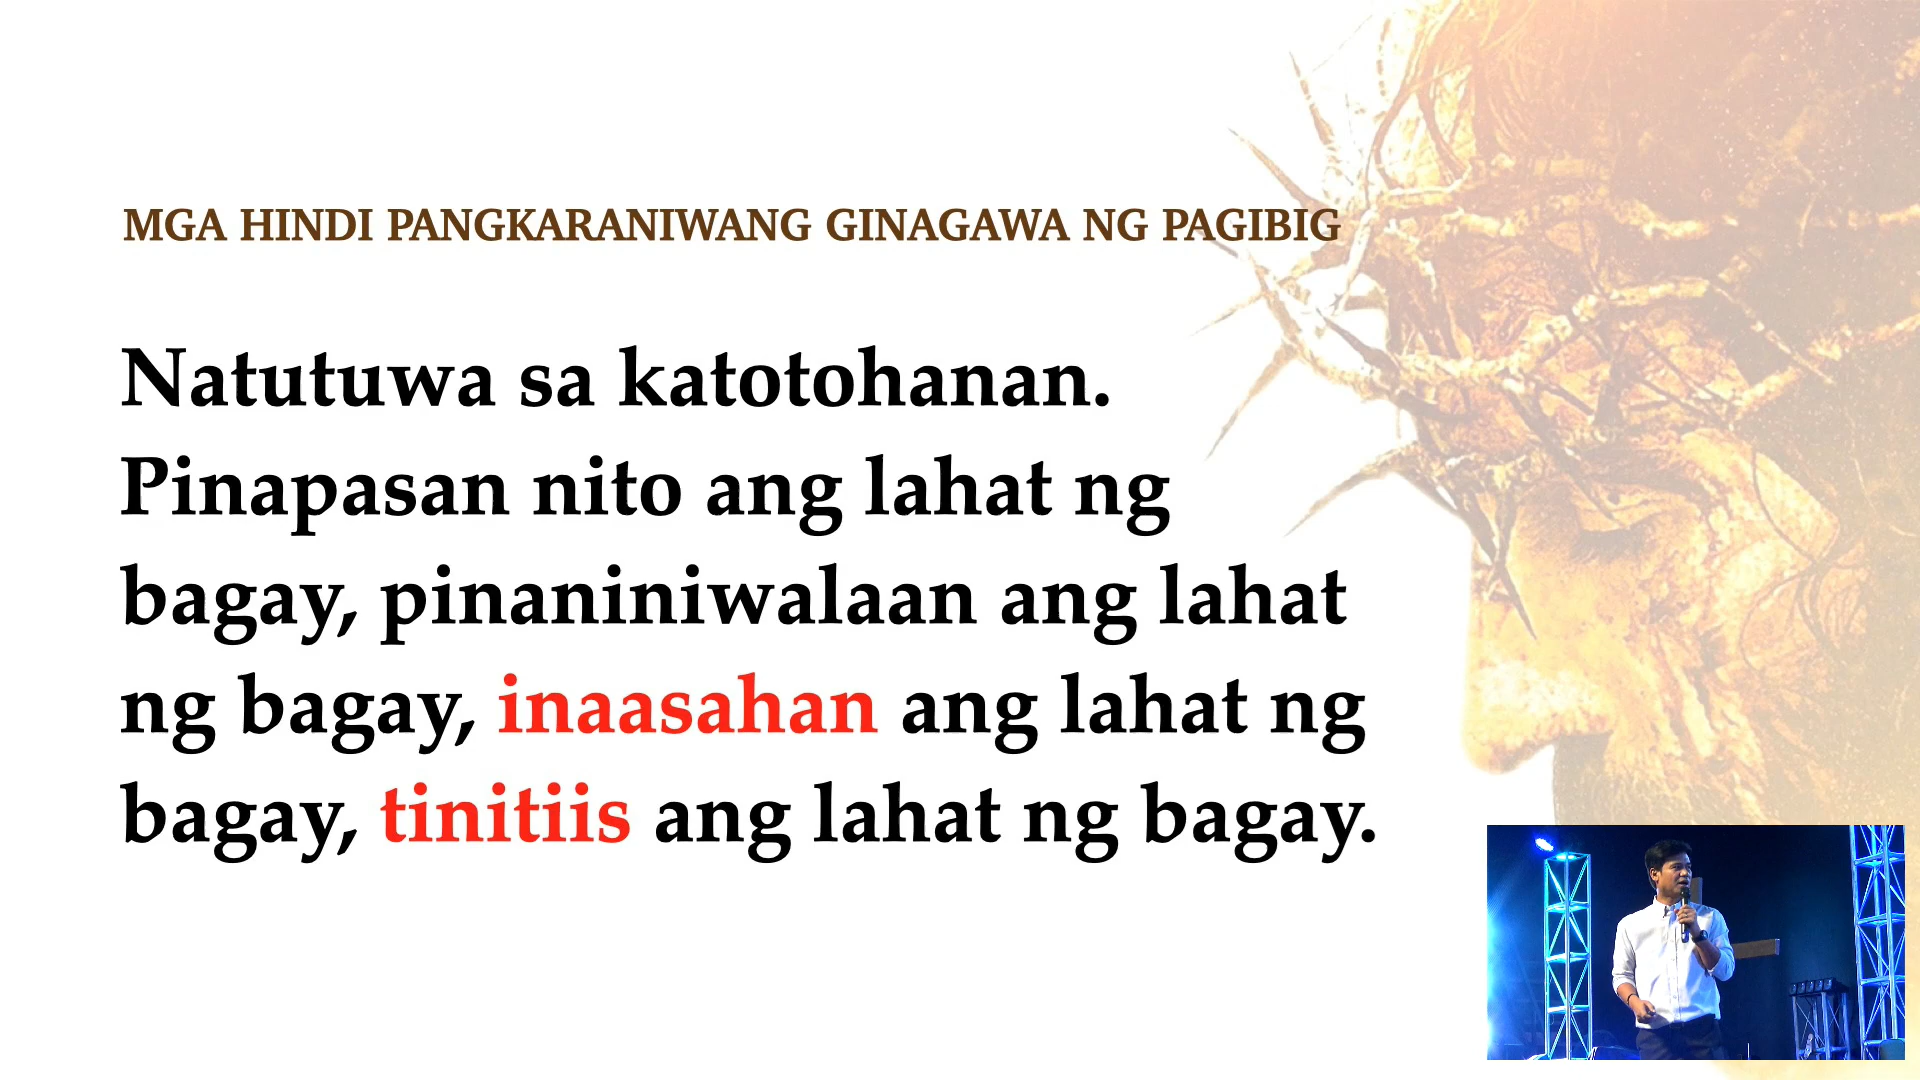 MGA HINDI PANGKARANIWANG GINAGAWA NG PAGIBIG
Natutuwa sa katotohanan.
Pinapasan nito ang lahat ng
bagay, pinaniniwalaan ang lahat
ng bagay, inaasahan ang lahat ng
bagay, tinitiis ang lahat ng bagay.